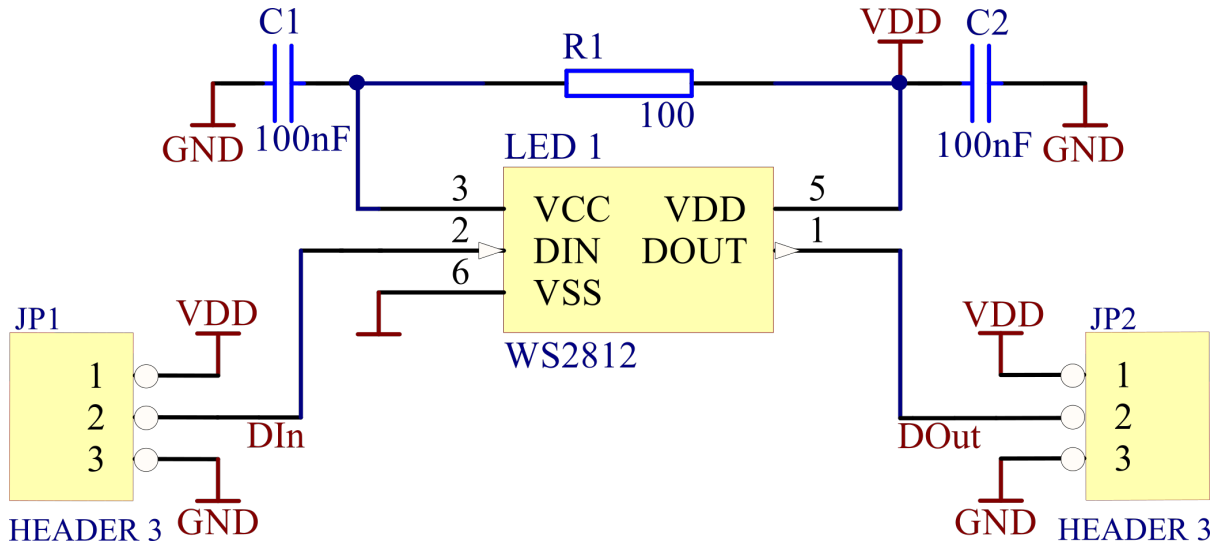 C1
R1
VDD
C2
GND
100nF
100
100nF
GND
LED 1
3
VCC
VDD
5
2
DIN
DOUT
1
6
VSS
WS2812
JP1
VDD
1
2
3
DIn
GND
HEADER 3
VDD
JP2
1
2
3
DOut
GND
HEADER 3